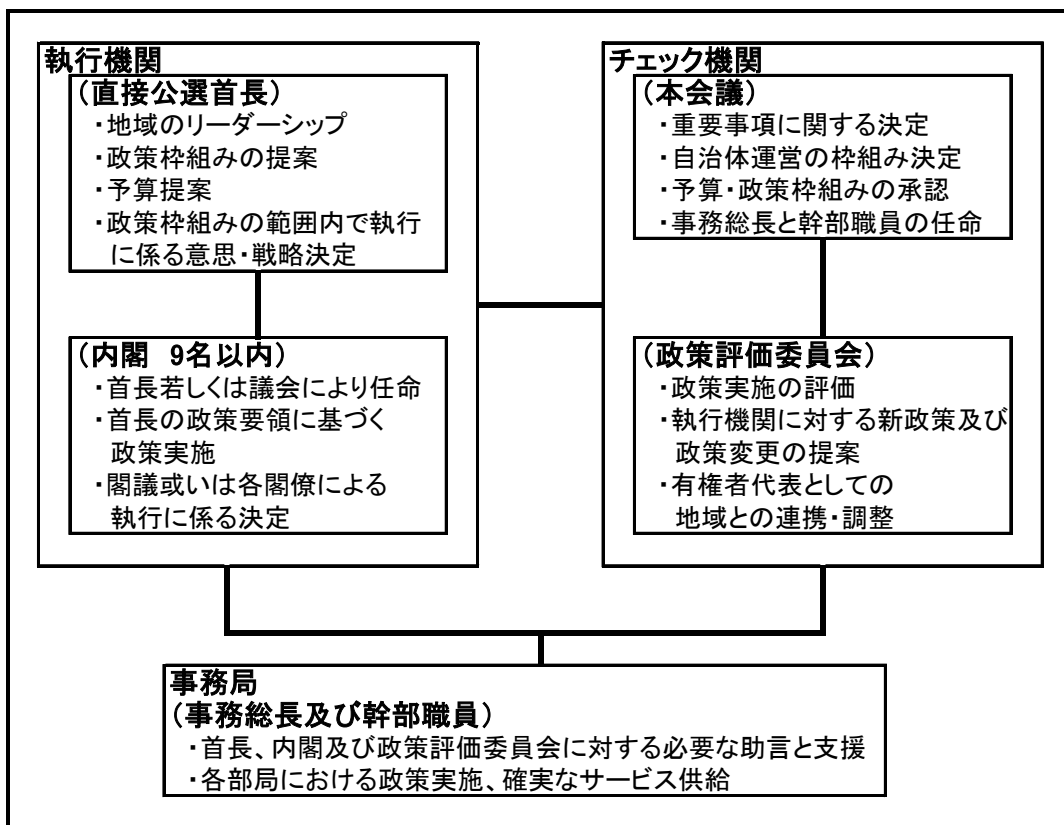 執行機関
(直接公選首長)
・地域のリーダーシップ
・政策枠組みの提案
・予算提案
・政策枠組みの範囲内で執行
に係る意思・戦略決定
(内閣 9名以内)
・首長若しくは議会により任命
・首長の政策要領に基づく
政策実施
・閣議或いは各閣僚による
執行に係る決定
チェック機関
(本会議)
・重要事項に関する決定
・自治体運営の枠組み決定
・予算・政策枠組みの承認
・事務総長と幹部職員の任命
(政策評価委員会)
・政策実施の評価
・執行機関に対する新政策及び
政策変更の提案
・有権者代表としての
地域との連携・調整
事務局
(事務総長及び幹部職員)
・首長、内閣及び政策評価委員会に対する必要な助言と支援
・各部局における政策実施、確実なサービス供給